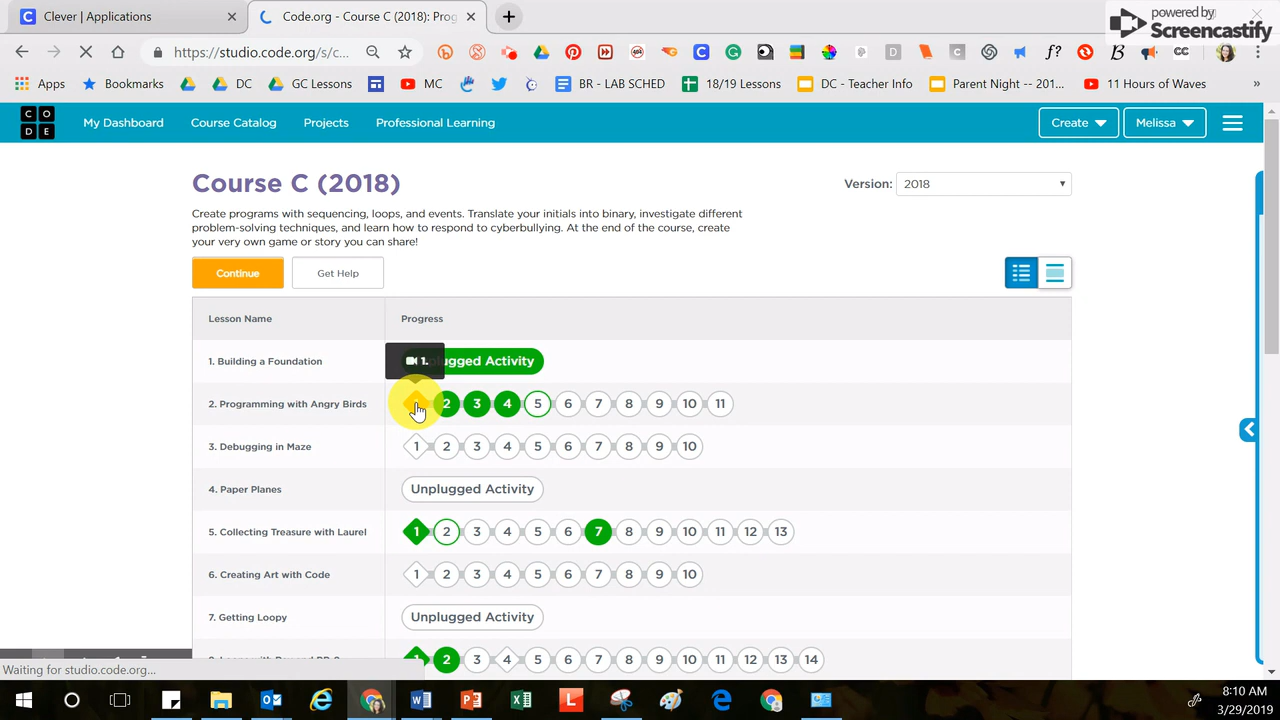 Clever | Applications
Code.org - Course C (2018): Prog
powered by
Screencastify
https://studio.code.org/s/c...
Apps
Bookmarks
DC
GC Lessons
MC
BR - LAB SCHED
18/19 Lessons
DC - Teacher Info
Parent Night -- 201...
11 Hours of Waves
»
CODE
My Dashboard
Course Catalog
Projects
Professional Learning
Create
Melissa
Course C (2018)
Version:
2018
Create programs with sequencing, loops, and events. Translate your initials into binary, investigate different
problem-solving techniques, and learn how to respond to cyberbullying. At the end of the course, create
your very own game or story you can share!
Continue
Get Help
Lesson Name
Progress
1. Building a Foundation
1.
ugged Activity
2. Programming with Angry Birds
2 3 4 5 6 7 8 9 10 11
3. Debugging in Maze
1 2 3 4 5 6 7 8 9 10
4. Paper Planes
Unplugged Activity
5. Collecting Treasure with Laurel
1 2 3 4 5 6 7 8 9 10 11 12 13
6. Creating Art with Code
1 2 3 4 5 6 7 8 9 10
7. Getting Loopy
Unplugged Activity
2 3 4 5 6 7 8 9 10 11 12 13 14
Waiting for studio.code.org...
8:10 AM
3/29/2019